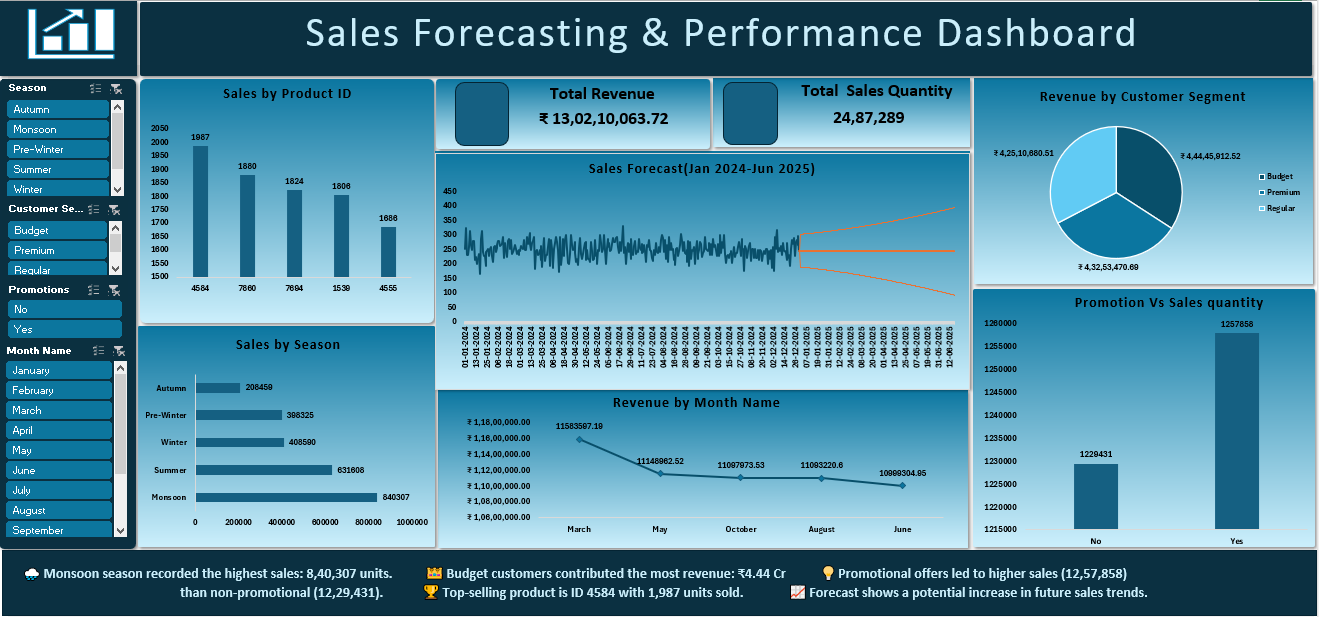 Sales Forecasting & Performance Dashboard
Season
Autumn
Monsoon
Pre-Winter
Summer
Winter
Customer Se...
Budget
Premium
Regular
Promotions
No
Yes
Month Name
January
February
March
April
May
June
July
August
September
Sales by Product ID
2050
2000
1950
1900
1850
1800
1750
1700
1650
1600
1550
1500
1987
1880
1824
1806
1686
4584 7860 7694 1539 4555
Sales by Season
Autumn 208459
Pre-Winter 398325
Winter 408590
Summer 631608
Monsoon 840307
0 200000 400000 600000 800000 1000000
Total Revenue
₹ 13,02,10,063.72
Total Sales Quantity
24,87,289
Sales Forecast(Jan 2024-Jun 2025)
450
400
350
300
250
200
150
100
50
0
01-01-2024
13-01-2024
25-01-2024
06-02-2024
18-02-2024
01-03-2024
13-03-2024
25-03-2024
06-04-2024
18-04-2024
30-04-2024
12-05-2024
24-05-2024
05-06-2024
17-06-2024
29-06-2024
11-07-2024
23-07-2024
04-08-2024
16-08-2024
28-08-2024
09-09-2024
21-09-2024
03-10-2024
15-10-2024
27-10-2024
08-11-2024
20-11-2024
02-12-2024
14-12-2024
26-12-2024
07-01-2025
19-01-2025
31-01-2025
12-02-2025
24-02-2025
08-03-2025
20-03-2025
01-04-2025
13-04-2025
25-04-2025
07-05-2025
19-05-2025
31-05-2025
12-06-2025
Revenue by Month Name
₹ 1,18,00,000.00
₹ 1,16,00,000.00
₹ 1,14,00,000.00
₹ 1,12,00,000.00
₹ 1,10,00,000.00
₹ 1,08,00,000.00
₹ 1,06,00,000.00
11583597.19
11148962.52
11097973.53
11093220.6
10999304.95
March May October August June
Revenue by Customer Segment
₹ 4,25,10,680.51
₹ 4,44,45,912.52
₹ 4,32,53,470.69
Budget
Premium
Regular
Promotion Vs Sales quantity
1260000
1255000
1250000
1245000
1240000
1235000
1230000
1225000
1220000
1215000
1229431
1257858
No Yes
🌧️ Monsoon season recorded the highest sales: 8,40,307 units. 👑 Budget customers contributed the most revenue: ₹4.44 Cr 💡 Promotional offers led to higher sales (12,57,858)
than non-promotional (12,29,431). 🏆 Top-selling product is ID 4584 with 1,987 units sold. 📈 Forecast shows a potential increase in future sales trends.